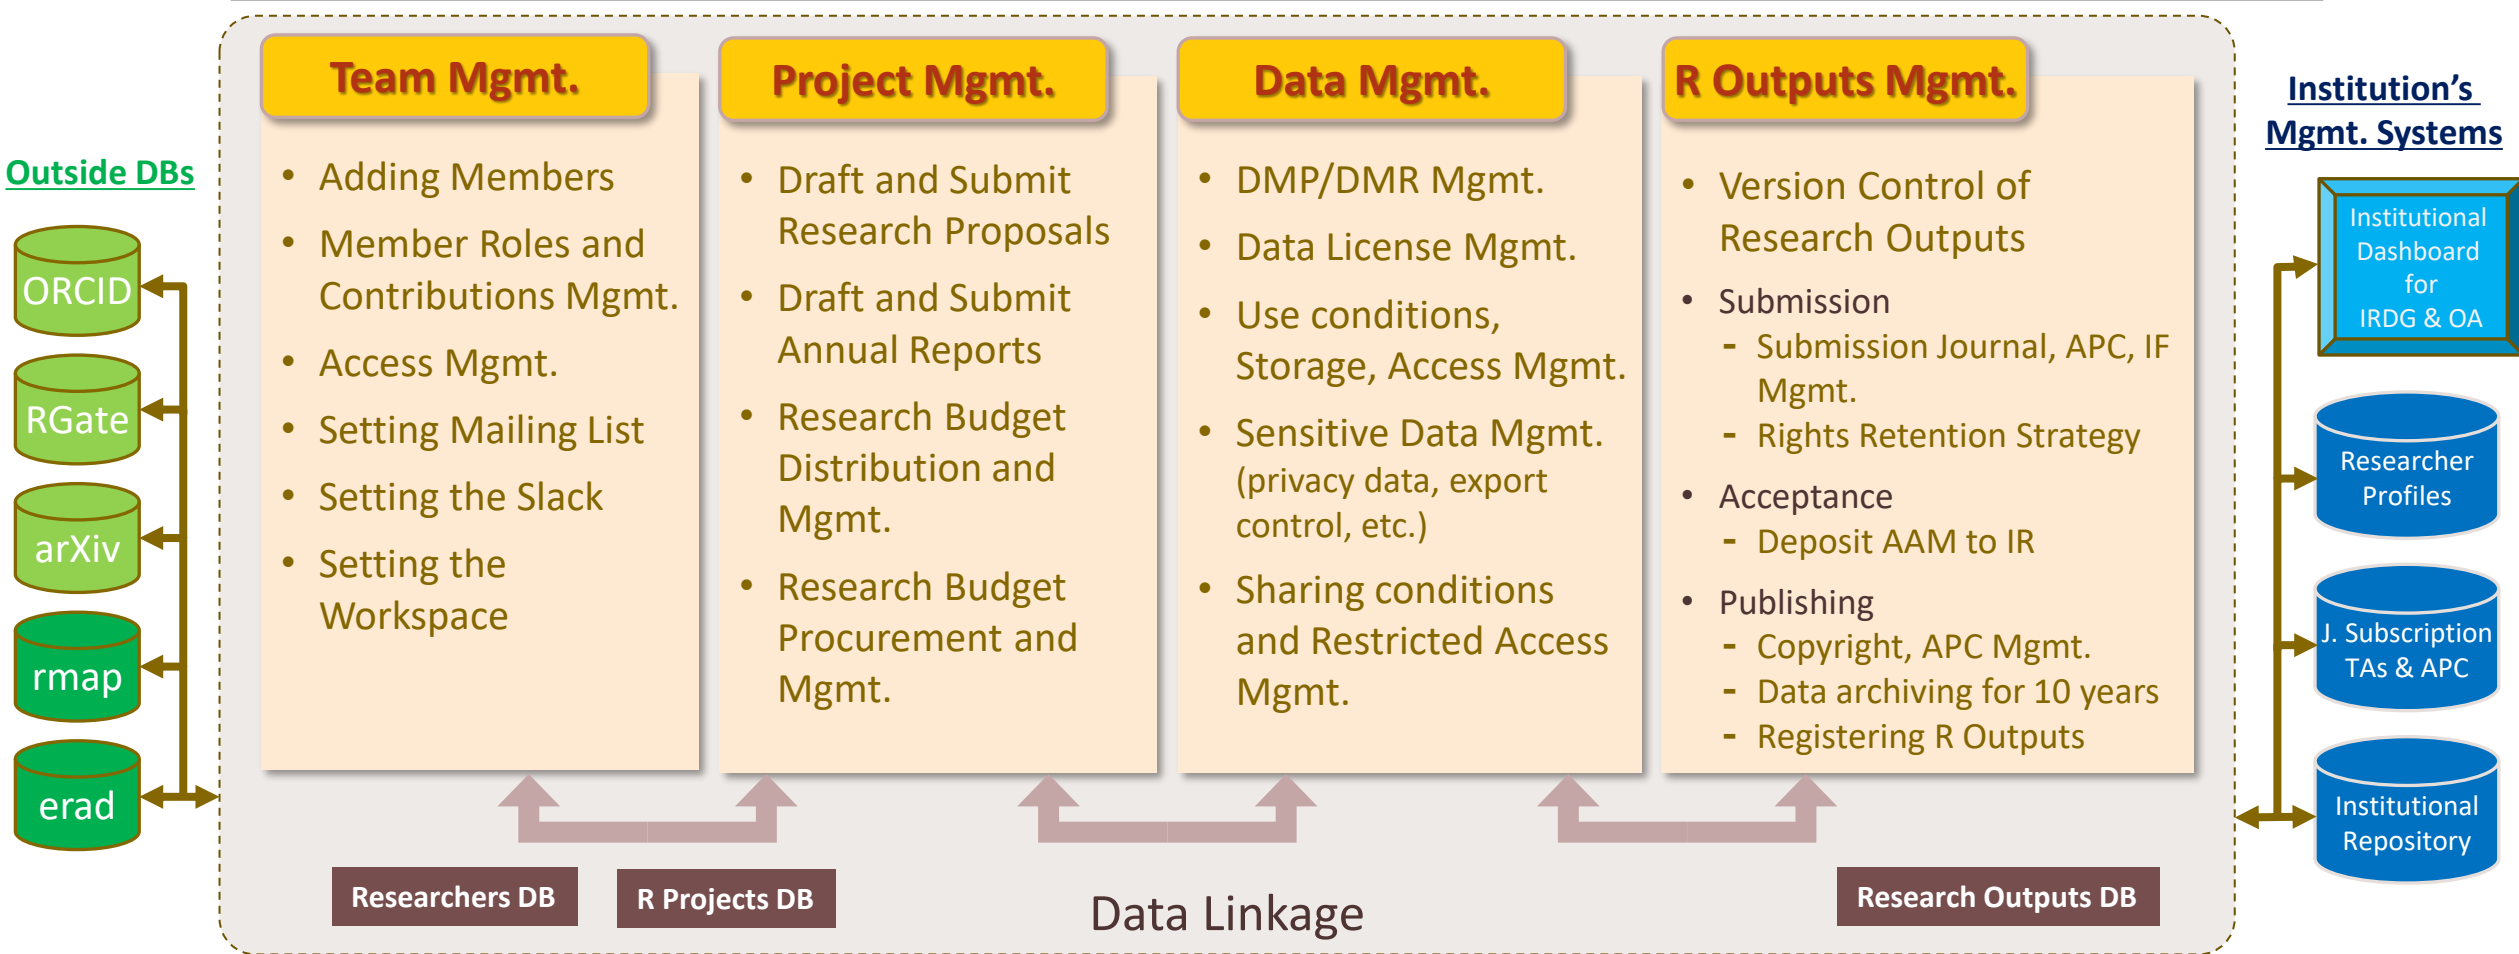 Outside DBs
ORCID
RGate
arXiv
rmap
erad
Team Mgmt.
• Adding Members
• Member Roles and
Contributions Mgmt.
• Access Mgmt.
• Setting Mailing List
• Setting the Slack
• Setting the
Workspace
Project Mgmt.
• Draft and Submit
Research Proposals
• Draft and Submit
Annual Reports
• Research Budget
Distribution and
Mgmt.
• Research Budget
Procurement and
Mgmt.
Data Mgmt.
• DMP/DMR Mgmt.
• Data License Mgmt.
• Use conditions,
Storage, Access Mgmt.
• Sensitive Data Mgmt.
(privacy data, export
control, etc.)
• Sharing conditions
and Restricted Access
Mgmt.
R Outputs Mgmt.
• Version Control of
Research Outputs
• Submission
- Submission Journal, APC, IF
Mgmt.
- Rights Retention Strategy
• Acceptance
- Deposit AAM to IR
• Publishing
- Copyright, APC Mgmt.
- Data archiving for 10 years
- Registering R Outputs
Researchers DB
R Projects DB
Data Linkage
Research Outputs DB
Institution’s
Mgmt. Systems
Institutional
Dashboard
for
IRDG & OA
Researcher
Profiles
J. Subscription
TAs & APC
Institutional
Repository